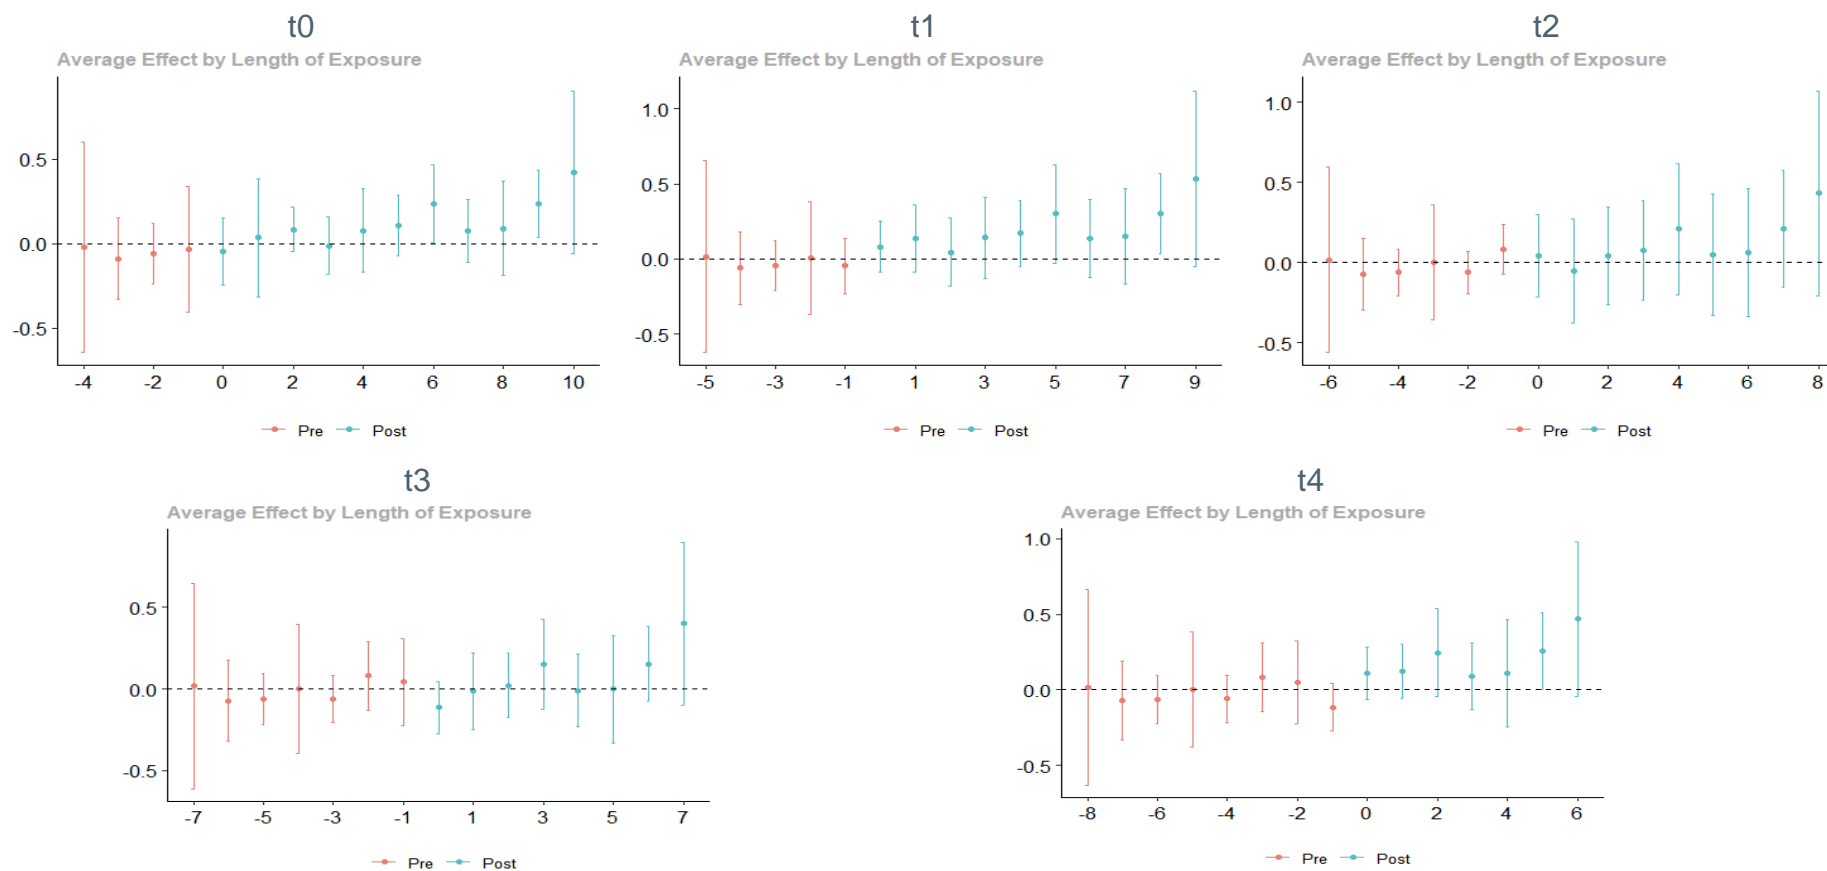 t0
Average Effect by Length of Exposure
0.5
0.0
-0.5
-4 -2 0 2 4 6 8 10
Pre Post
t1
Average Effect by Length of Exposure
1.0
0.5
0.0
-0.5
-5 -3 -1 1 3 5 7 9
Pre Post
t2
Average Effect by Length of Exposure
1.0
0.5
0.0
-0.5
-6 -4 -2 0 2 4 6 8
Pre Post
t3
Average Effect by Length of Exposure
0.5
0.0
-0.5
-7 -5 -3 -1 1 3 5 7
Pre Post
t4
Average Effect by Length of Exposure
1.0
0.5
0.0
-0.5
-8 -6 -4 -2 0 2 4 6
Pre Post